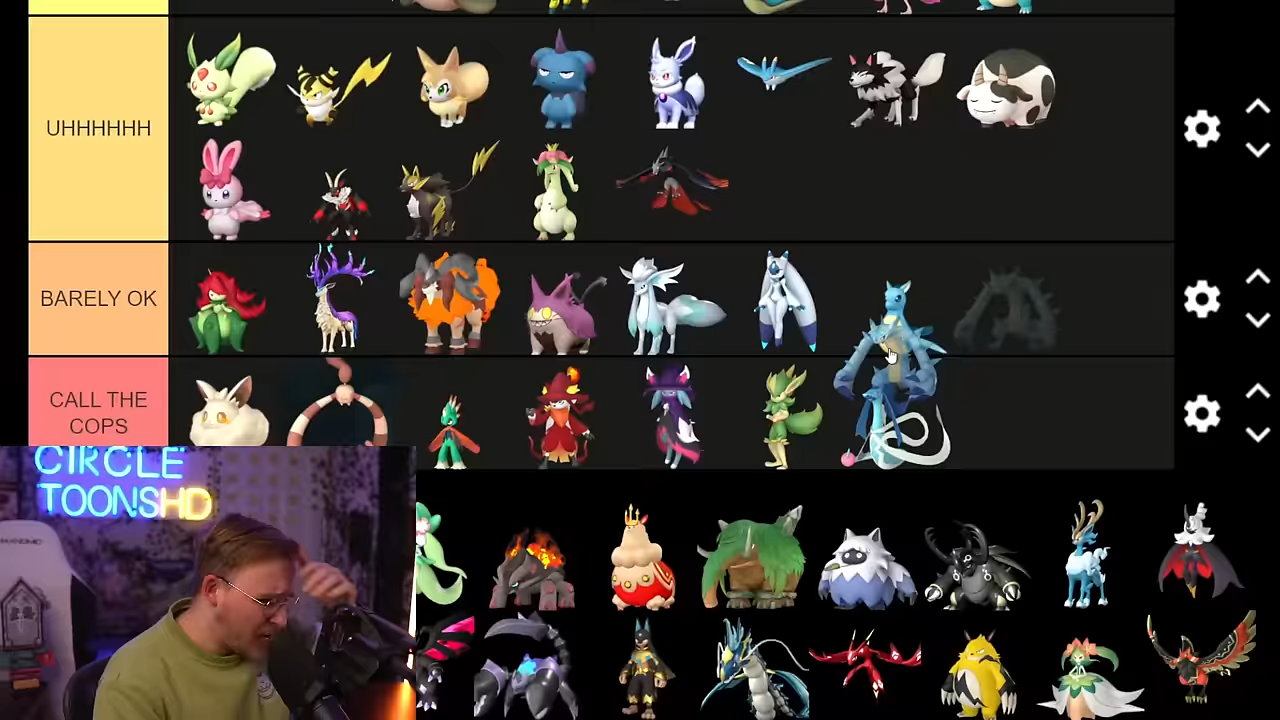 UHHHHHH
BARELY OK
CALL THE
COPS
CIRCLE
TOONSHD